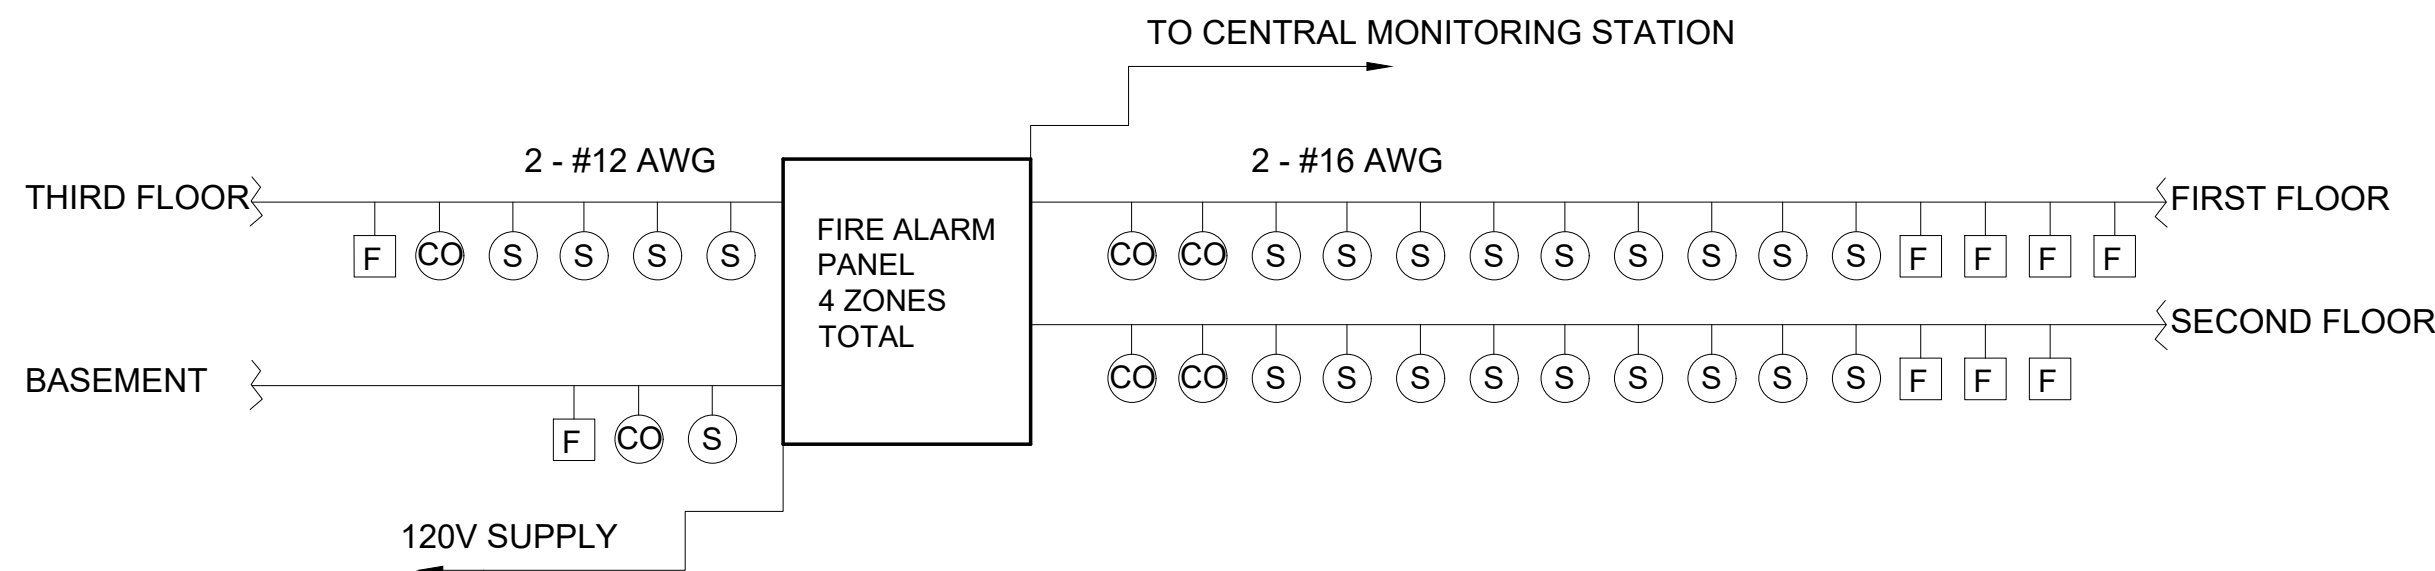 TO CENTRAL MONITORING STATION
2 - #12 AWG
2 - #16 AWG
THIRD FLOOR
FIRST FLOOR
F CO S S S S
FIRE ALARM
PANEL
4 ZONES
TOTAL
CO CO S S S S S S S S S F F F F
SECOND FLOOR
BASEMENT
CO CO S S S S S S S S S F F F
F CO S
120V SUPPLY